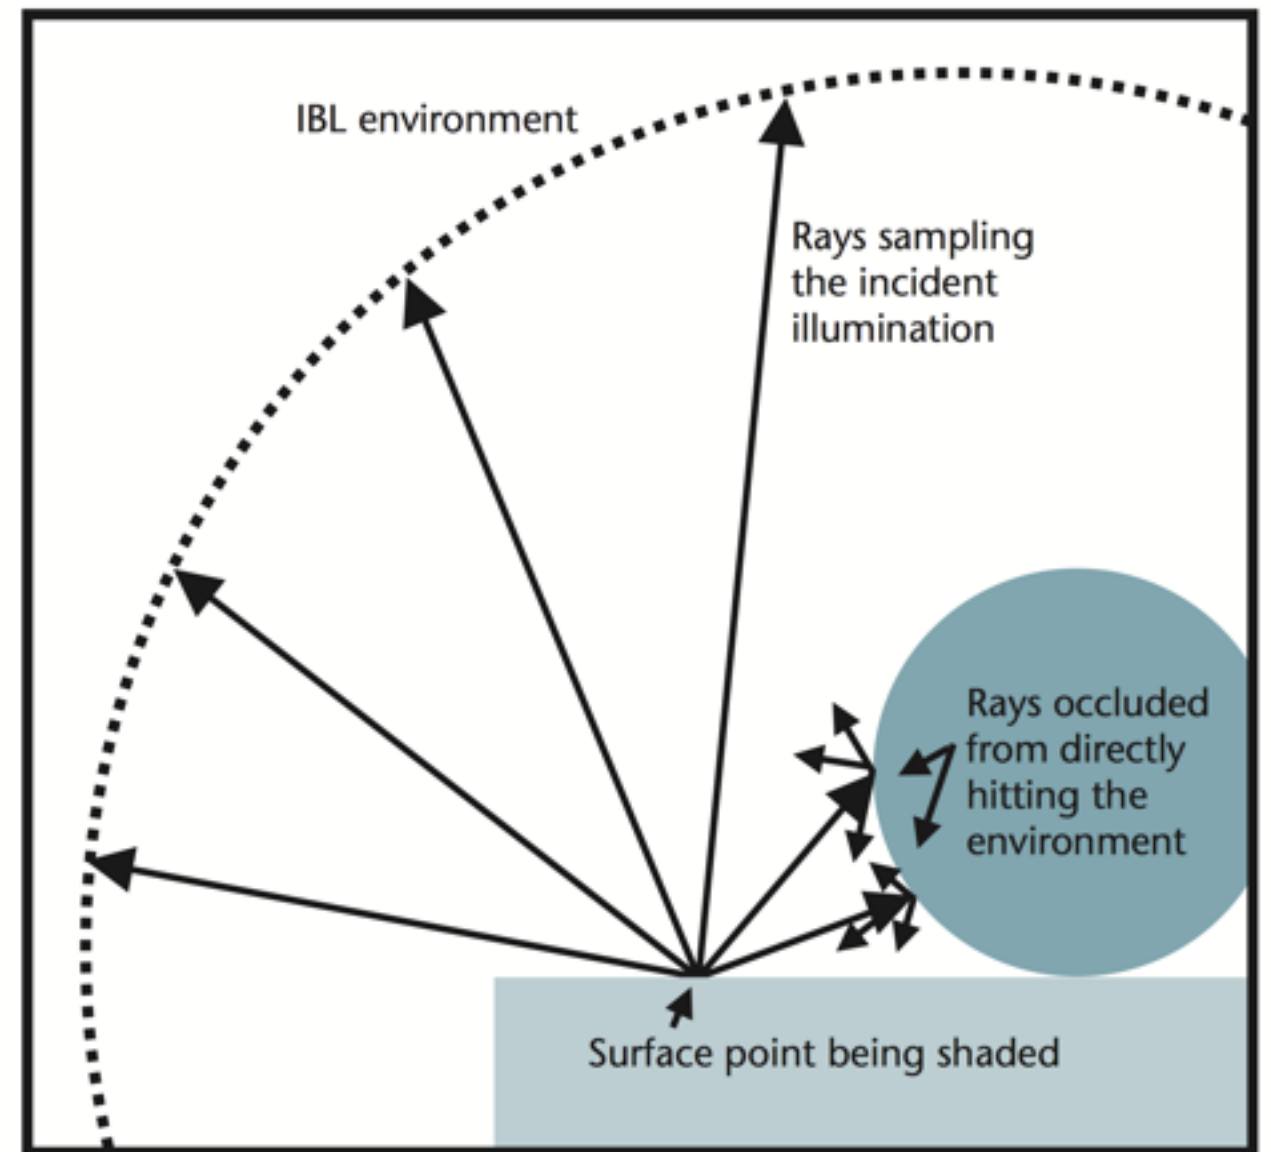 IBL environment
Rays sampling
the incident
illumination
Rays occluded
from directly
hitting the
environment
Surface point being shaded